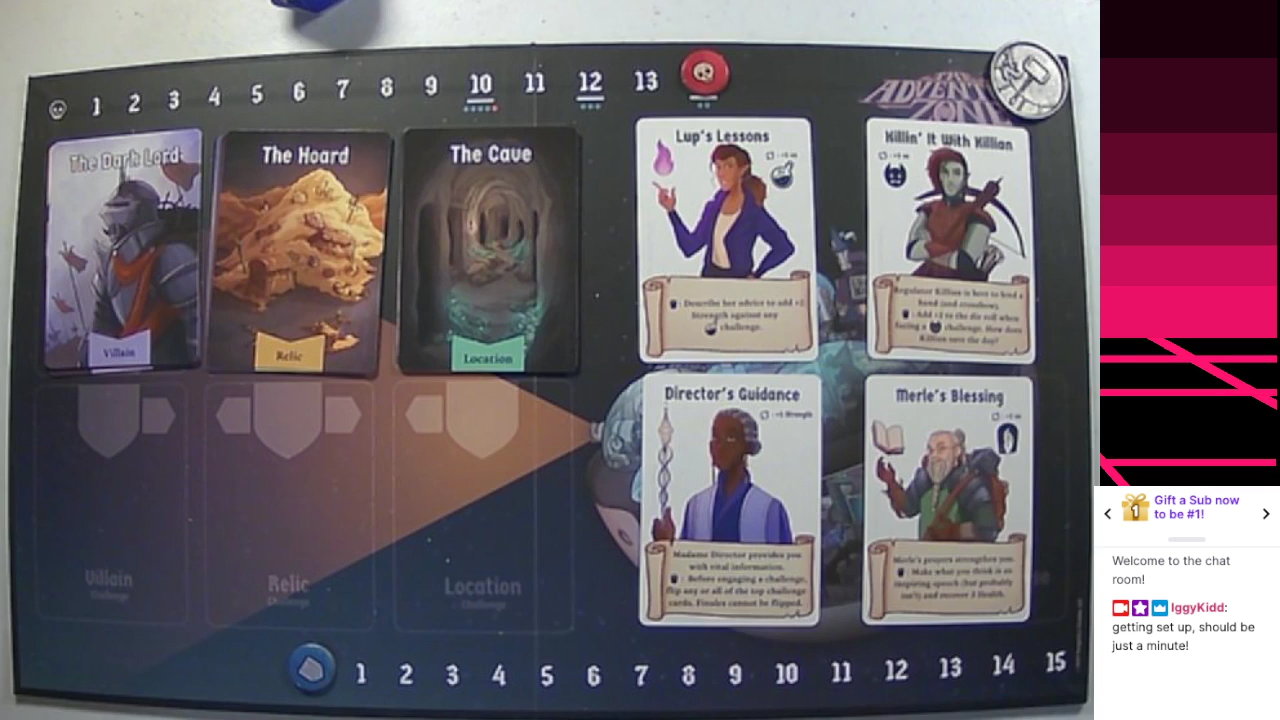 1 2 3 4 5 6 7 8 9 10 11 12 13
THE
ADVENT
ZONE
The Dark Lord
Villain
The Hoard
Relic
The Cave
Location
Lup's Lessons
: Describe her advice to add +2
Strength against any
challenge.
Killin' It With Killian
Regulator Killian is here to lend a
hand (and crossbow).
: Add +2 to the die roll when
facing a challenge. How does
Killian save the day?
Director's Guidance
: +1 Strength
Madame Director provides you
with vital information.
: Before engaging a challenge,
flip any or all of the top challenge
cards. Finales cannot be flipped.
Merle's Blessing
Merle's prayers strengthen you.
: Make what you think is an
inspiring speech (but probably
isn't) and recover 3 Health.
Villain
Challenge
Relic
Challenge
Location
Challenge
1 2 3 4 5 6 7 8 9 10 11 12 13 14 15
1
Gift a Sub now
to be #1!
Welcome to the chat
room!
IggyKidd:
getting set up, should be
just a minute!